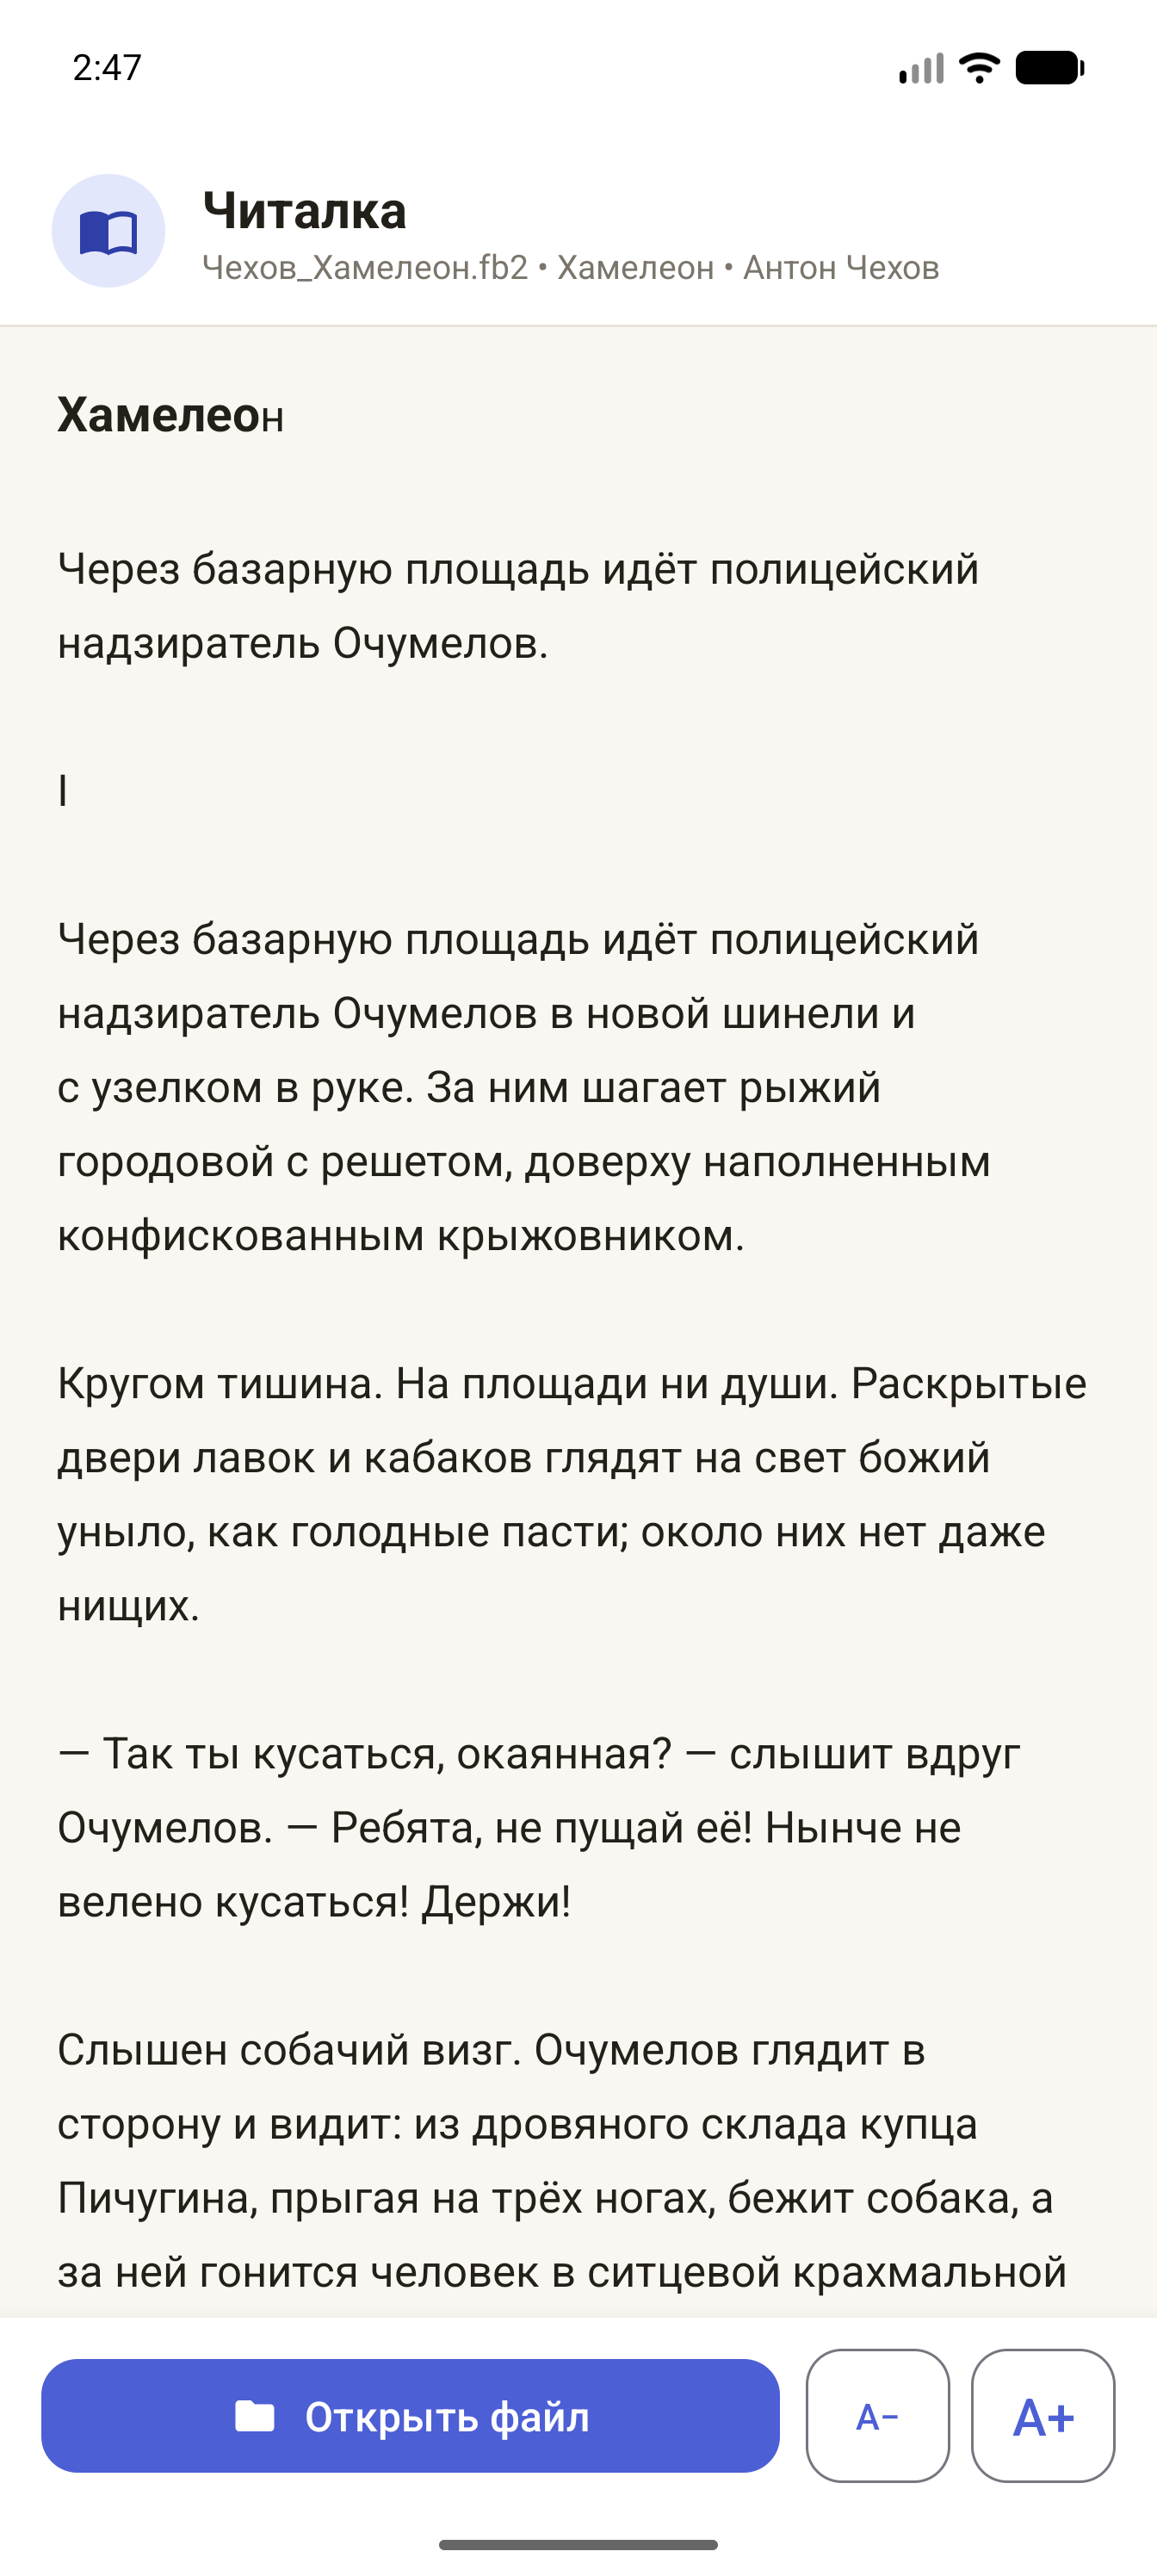 2:47
Читалка
Чехов_Хамелеон.fb2 • Хамелеон • Антон Чехов
Хамелеон
Через базарную площадь идёт полицейский
надзиратель Очумелов.
I
Через базарную площадь идёт полицейский
надзиратель Очумелов в новой шинели и
с узелком в руке. За ним шагает рыжий
городовой с решетом, доверху наполненным
конфискованным крыжовником.
Кругом тишина. На площади ни души. Раскрытые
двери лавок и кабаков глядят на свет божий
уныло, как голодные пасти; около них нет даже
нищих.
— Так ты кусаться, окаянная? — слышит вдруг
Очумелов. — Ребята, не пущай её! Нынче не
велено кусаться! Держи!
Слышен собачий визг. Очумелов глядит в
сторону и видит: из дровяного склада купца
Пичугина, прыгая на трёх ногах, бежит собака, а
за ней гонится человек в ситцевой крахмальной
Открыть файл
A−
A+